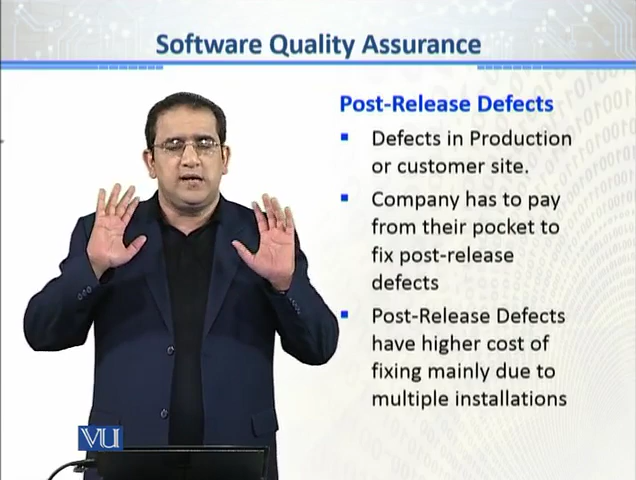 Software Quality Assurance
Post-Release Defects
Defects in Production
or customer site.
Company has to pay
from their pocket to
fix post-release
defects
Post-Release Defects
have higher cost of
fixing mainly due to
multiple installations
VU